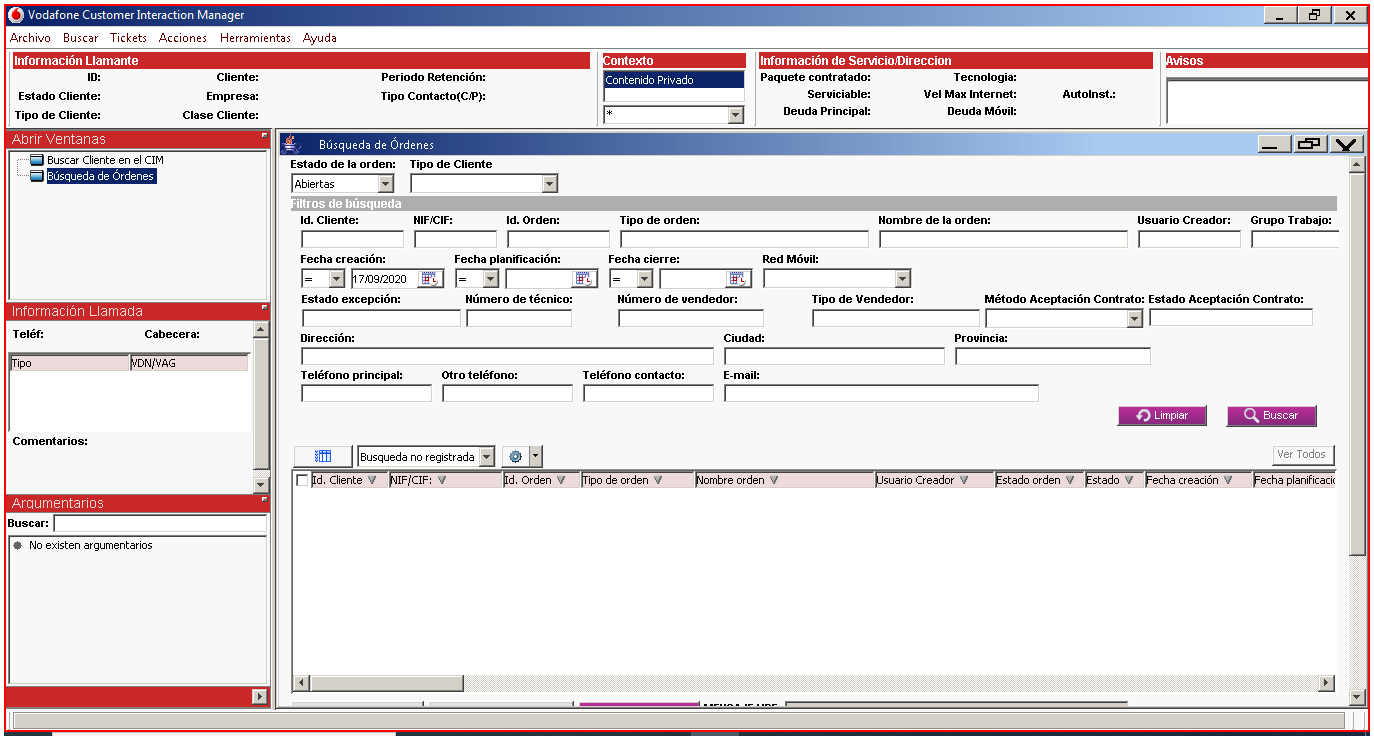 Vodafone Customer Interaction Manager
Archivo Buscar Tickets Acciones Herramientas Ayuda
Información Llamante
ID: Cliente: Periodo Retención:
Estado Cliente: Empresa: Tipo Contacto(C/P):
Tipo de Cliente: Clase Cliente:
Contexto
Contenido Privado
*
Información de Servicio/Direccion
Paquete contratado: Tecnologia:
Serviciable: Vel Max Internet: AutoInst.:
Deuda Principal: Deuda Móvil:
Avisos
Abrir Ventanas
Buscar Cliente en el CIM
Búsqueda de Órdenes
Información Llamada
Teléf: Cabecera:
Tipo VDN/VAG
Comentarios:
Argumentarios
Buscar:
No existen argumentarios
Búsqueda de Órdenes
Estado de la orden: Tipo de Cliente
Abiertas
Filtros de búsqueda
Id. Cliente: NIF/CIF: Id. Orden: Tipo de orden: Nombre de la orden: Usuario Creador: Grupo Trabajo:
Fecha creación: Fecha planificación: Fecha cierre: Red Móvil:
= 17/09/2020 = =
Estado excepción: Número de técnico: Número de vendedor: Tipo de Vendedor: Método Aceptación Contrato: Estado Aceptación Contrato:
Dirección: Ciudad: Provincia:
Teléfono principal: Otro teléfono: Teléfono contacto: E-mail:
Limpiar Buscar
Busqueda no registrada Ver Todos
Id. Cliente NIF/CIF: Id. Orden Tipo de orden Nombre orden Usuario Creador Estado orden Estado Fecha creación Fecha planificació